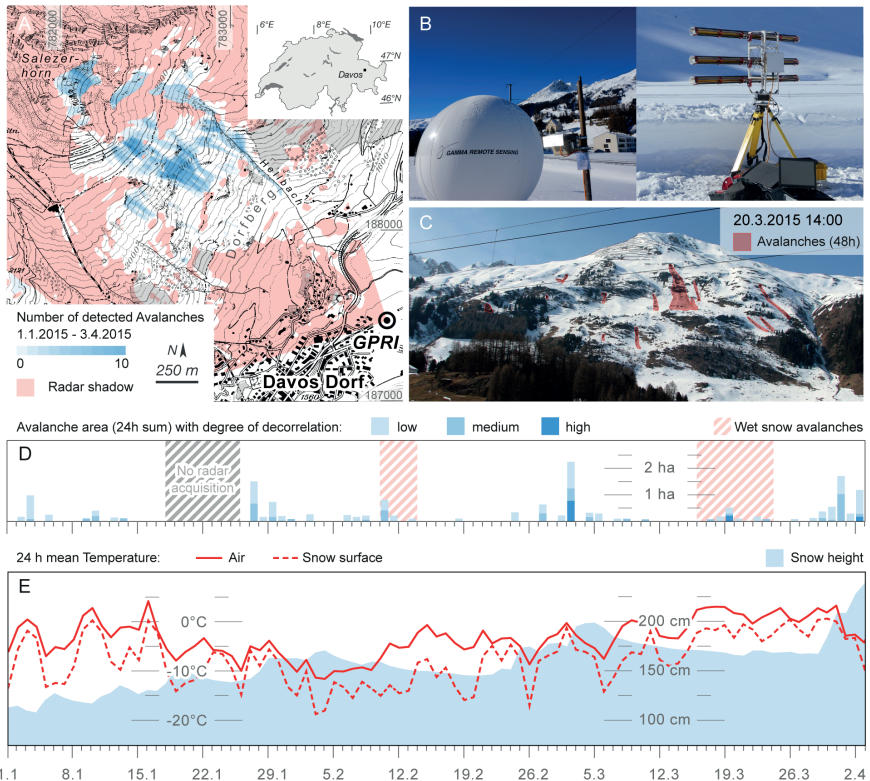 A
782000
783000
Salezer-
horn
6°E
8°E
10°E
47°N
46°N
Davos
Dorfberg
188000
2121
Number of detected Avalanches
1.1.2015 - 3.4.2015
0
10
N
250 m
Radar shadow
GPRI
Davos Dorf
1560
187000
B
GAMMA REMOTE SENSING
C
20.3.2015 14:00
Avalanches (48h)
Avalanche area (24h sum) with degree of decorrelation:
low
medium
high
Wet snow avalanches
D
No radar
acquisition
2 ha
1 ha
24 h mean Temperature:
Air
Snow surface
Snow height
E
0°C
-10°C
-20°C
200 cm
150 cm
100 cm
1.1
8.1
15.1
22.1
29.1
5.2
12.2
19.2
26.2
5.3
12.3
19.3
26.3
2.4